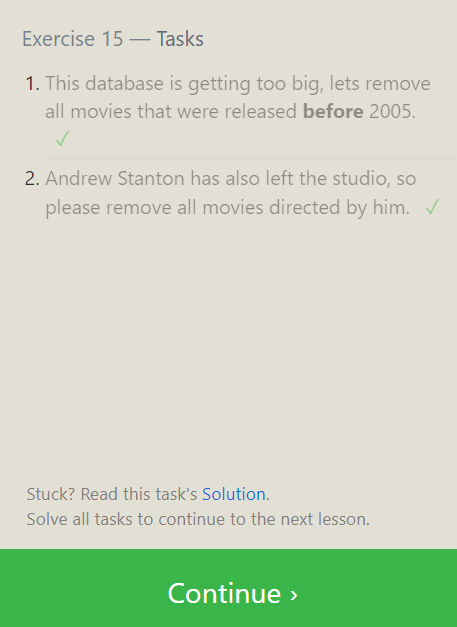 Exercise 15 — Tasks
1. This database is getting too big, lets remove
all movies that were released before 2005.
✓
2. Andrew Stanton has also left the studio, so
please remove all movies directed by him. ✓
Stuck? Read this task's Solution.
Solve all tasks to continue to the next lesson.
Continue ›